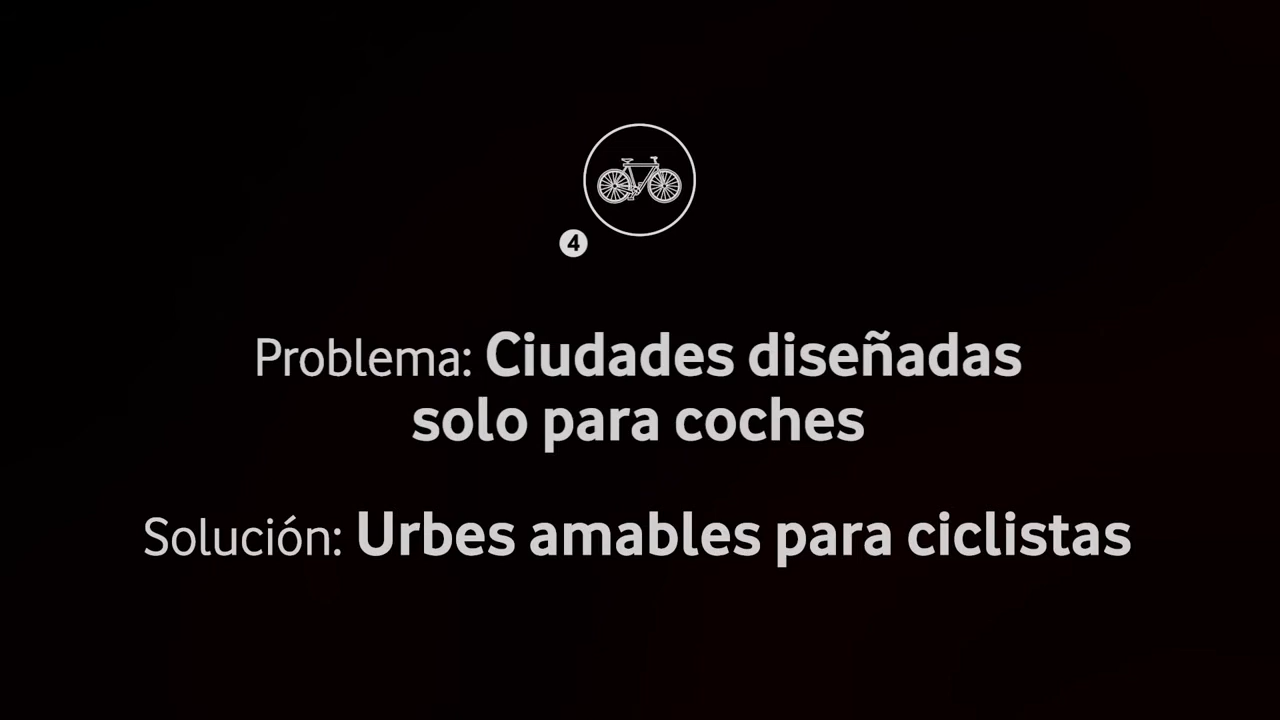 4
Problema: Ciudades diseñadas
solo para coches
Solución: Urbes amables para ciclistas